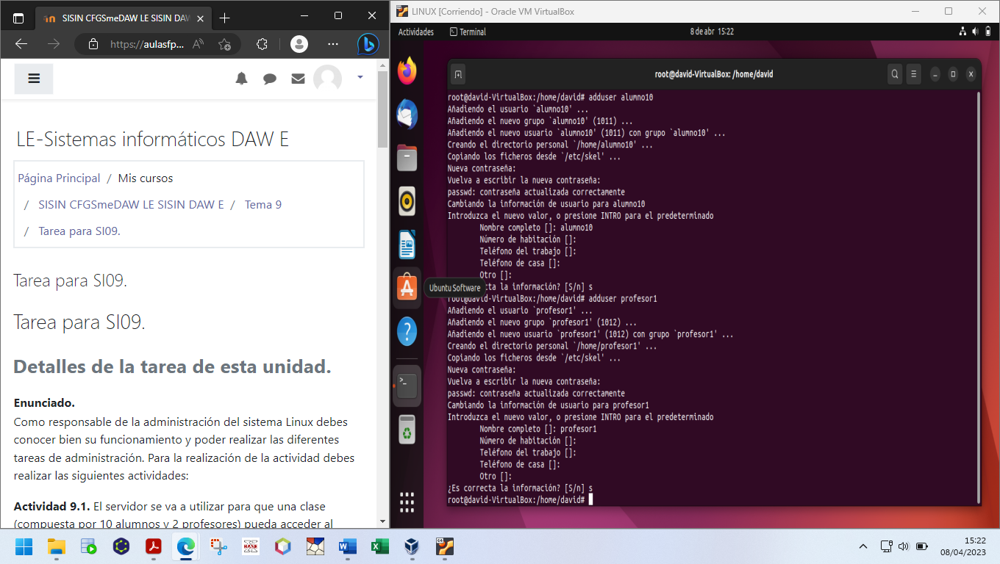 SISIN CFGSmeDAW LE SISIN DAW
https://aulasfp...
LE-Sistemas informáticos DAW E
Página Principal / Mis cursos
/ SISIN CFGSmeDAW LE SISIN DAW E / Tema 9
/ Tarea para SI09.
Tarea para SI09.
Tarea para SI09.
Detalles de la tarea de esta unidad.
Enunciado.
Como responsable de la administración del sistema Linux debes
conocer bien su funcionamiento y poder realizar las diferentes
tareas de administración. Para la realización de la actividad debes
realizar las siguientes actividades:
Actividad 9.1. El servidor se va a utilizar para que una clase
(compuesta por 10 alumnos y 2 profesores) pueda acceder al
LINUX [Corriendo] - Oracle VM VirtualBox
Actividades Terminal 8 de abr 15:22
root@david-VirtualBox: /home/david
root@david-VirtualBox:/home/david# adduser alumno10
Añadiendo el usuario `alumno10' ...
Añadiendo el nuevo grupo `alumno10' (1011) ...
Añadiendo el nuevo usuario `alumno10' (1011) con grupo `alumno10' ...
Creando el directorio personal `/home/alumno10' ...
Copiando los ficheros desde `/etc/skel' ...
Nueva contraseña:
Vuelva a escribir la nueva contraseña:
passwd: contraseña actualizada correctamente
Cambiando la información de usuario para alumno10
Introduzca el nuevo valor, o presione INTRO para el predeterminado
Nombre completo []: alumno10
Número de habitación []:
Teléfono del trabajo []:
Teléfono de casa []:
Otro []:
Ubuntu Software
cta la información? [S/n] s
root@david-VirtualBox:/home/david# adduser profesor1
Añadiendo el usuario `profesor1' ...
Añadiendo el nuevo grupo `profesor1' (1012) ...
Añadiendo el nuevo usuario `profesor1' (1012) con grupo `profesor1' ...
Creando el directorio personal `/home/profesor1' ...
Copiando los ficheros desde `/etc/skel' ...
Nueva contraseña:
Vuelva a escribir la nueva contraseña:
passwd: contraseña actualizada correctamente
Cambiando la información de usuario para profesor1
Introduzca el nuevo valor, o presione INTRO para el predeterminado
Nombre completo []: profesor1
Número de habitación []:
Teléfono del trabajo []:
Teléfono de casa []:
Otro []:
¿Es correcta la información? [S/n] s
root@david-VirtualBox:/home/david#
BASE
15:22
08/04/2023